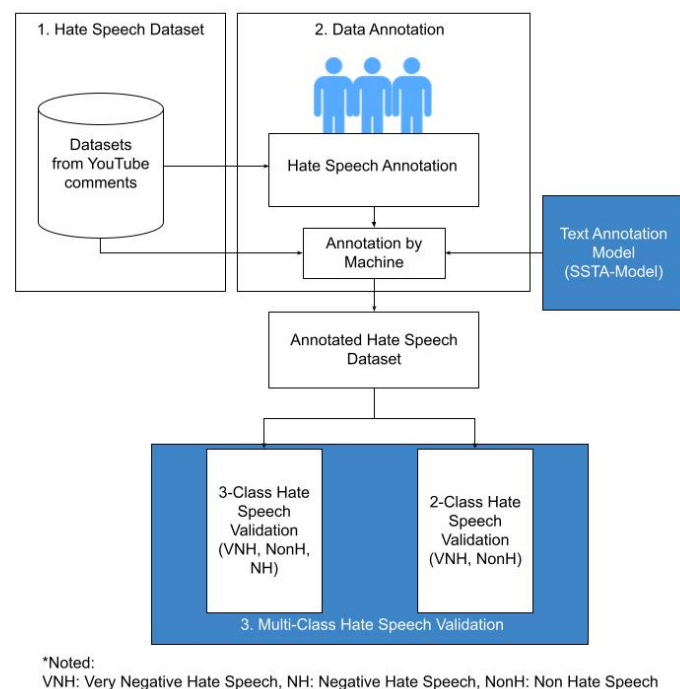 1. Hate Speech Dataset
2. Data Annotation
Datasets
from YouTube
comments
Hate Speech Annotation
Annotation by
Machine
Text Annotation
Model
(SSTA-Model)
Annotated Hate Speech
Dataset
3-Class Hate
Speech
Validation
(VNH, NonH,
NH)
2-Class Hate
Speech
Validation
(VNH, NonH)
3. Multi-Class Hate Speech Validation
*Noted:
VNH: Very Negative Hate Speech, NH: Negative Hate Speech, NonH: Non Hate Speech